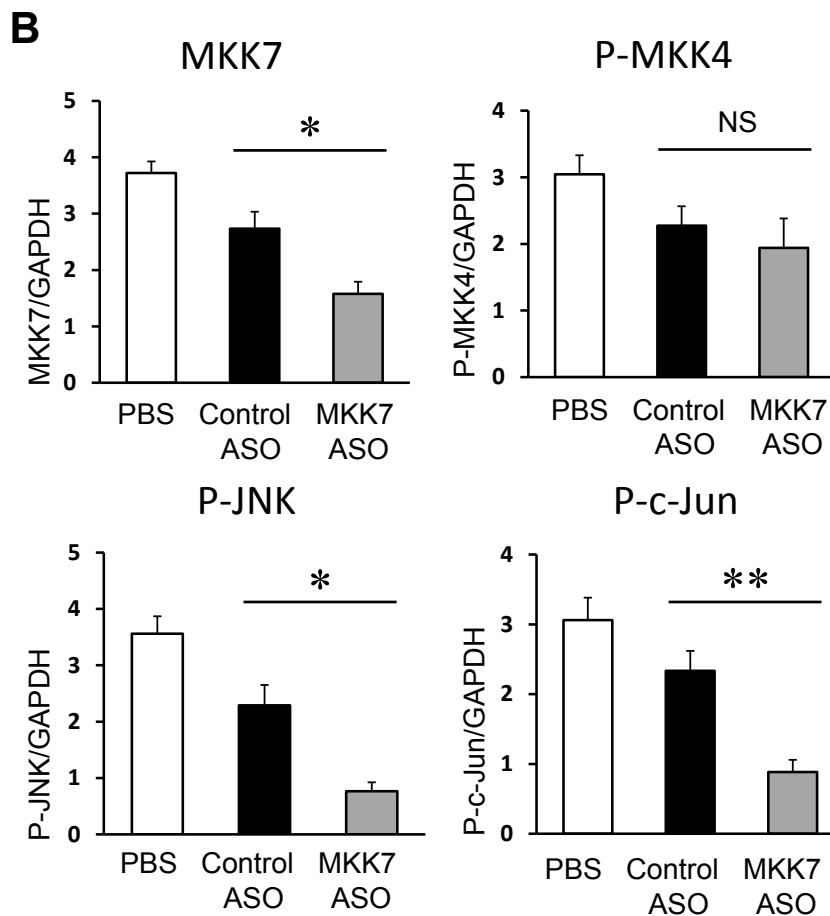 B
MKK7
MKK7/GAPDH
5
4
3
2
1
0
*
PBS
Control
ASO
MKK7
ASO
P-MKK4
P-MKK4/GAPDH
4
3
2
1
0
NS
PBS
Control
ASO
MKK7
ASO
P-JNK
P-JNK/GAPDH
5
4
3
2
1
0
*
PBS
Control
ASO
MKK7
ASO
P-c-Jun
P-c-Jun/GAPDH
4
3
2
1
0
**
PBS
Control
ASO
MKK7
ASO